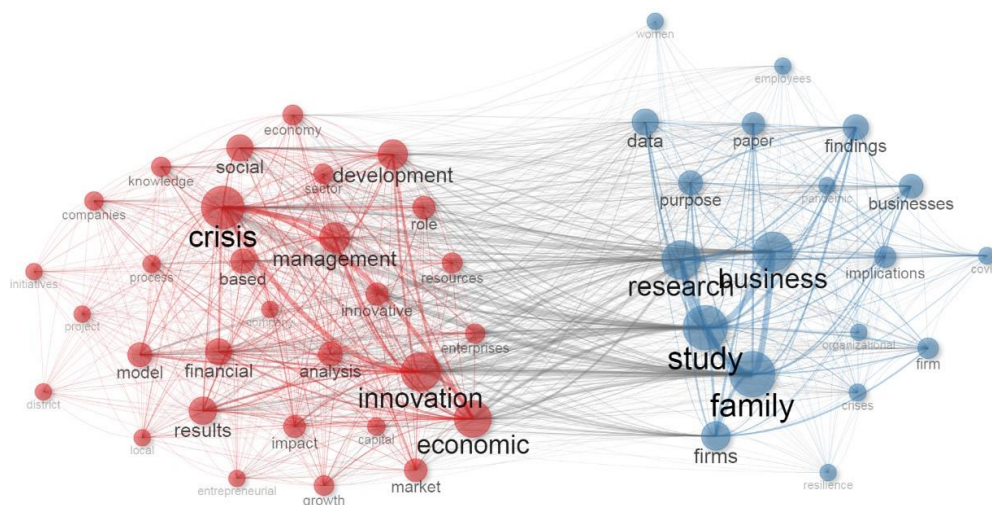 women
employees
economy
data
paper
findings
social
development
sector
knowledge
purpose
pandemic
businesses
companies
role
crisis
management
based
process
resources
research
business
implications
covid
initiatives
innovative
project
enterprises
organizational
model
financial
analysis
study
firm
district
innovation
family
crises
results
impact
capital
economic
firms
local
market
entrepreneurial
growth
resilience